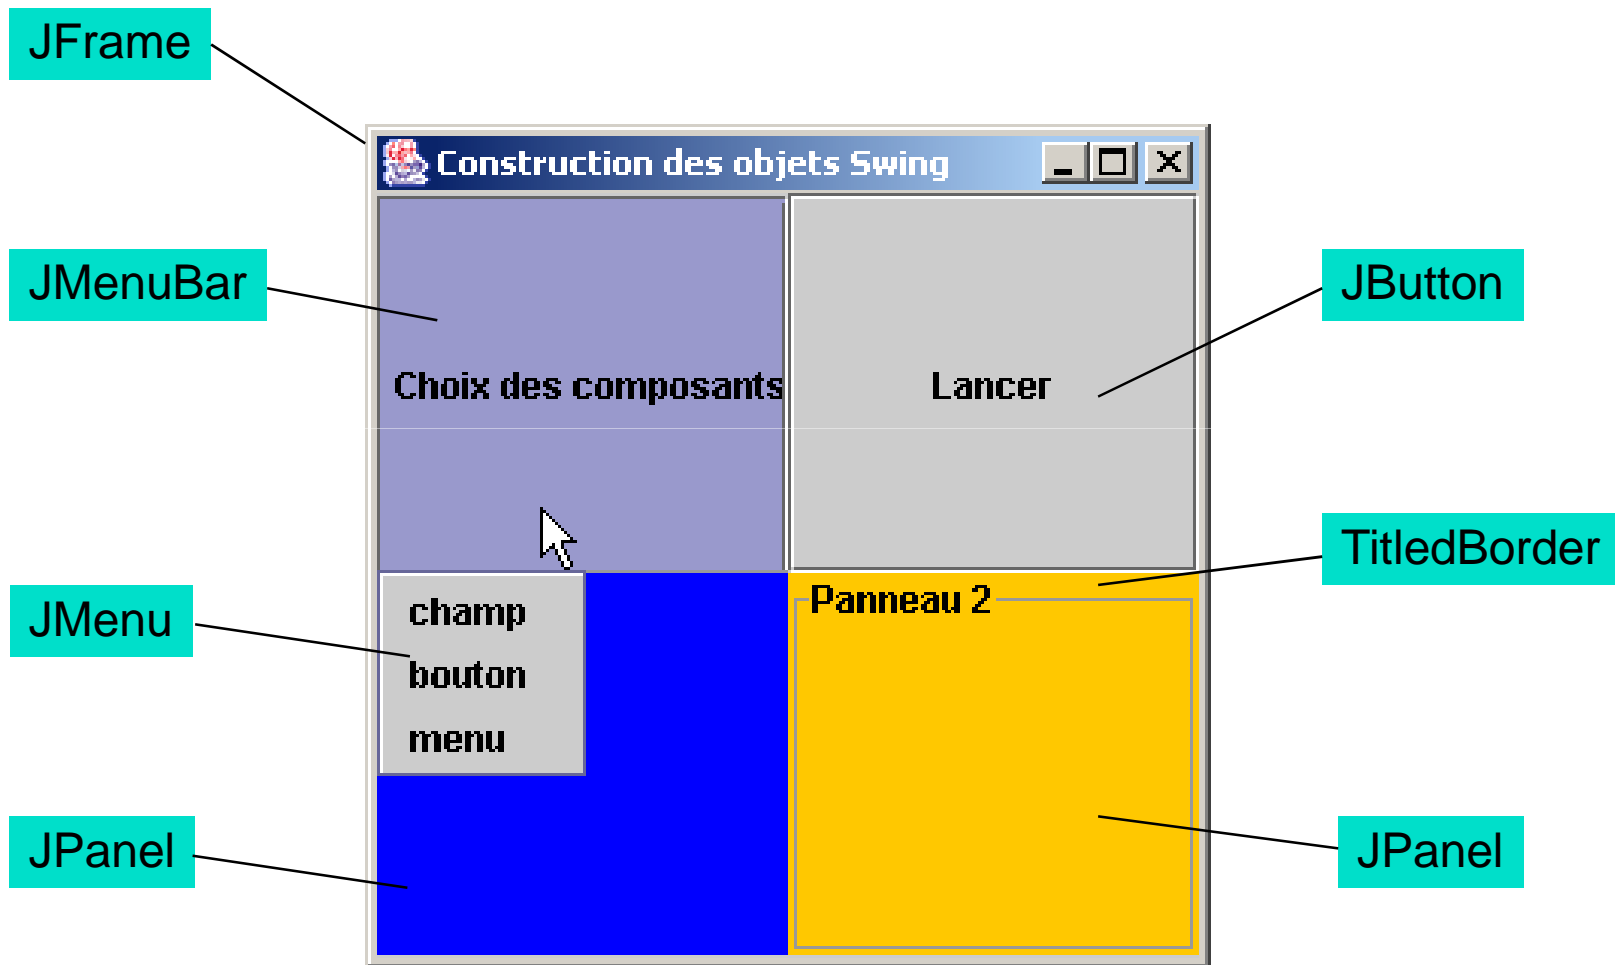 JFrame
Construction des objets Swing
JMenuBar
JButton
Choix des composants
Lancer
TitledBorder
JMenu
champ
bouton
menu
Panneau 2
JPanel
JPanel